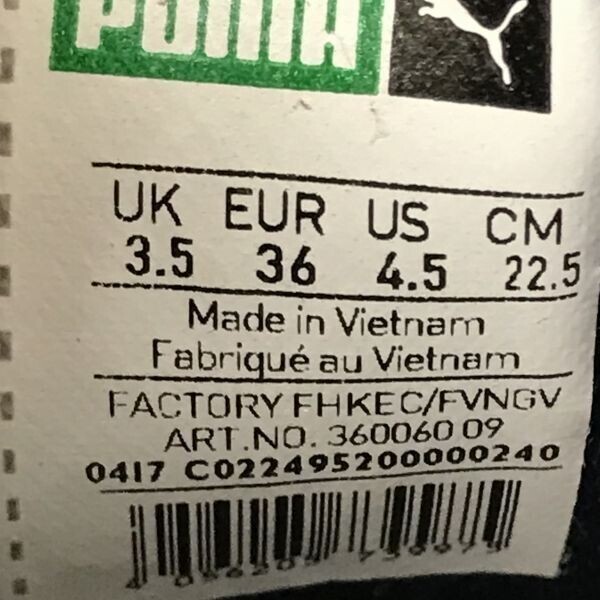 PUMA
UK EUR US CM
3.5 36 4.5 22.5
Made in Vietnam
Fabriqué au Vietnam
FACTORY FHKEC/FVNGV
ART.NO. 360060 09
0417 C022495200000240